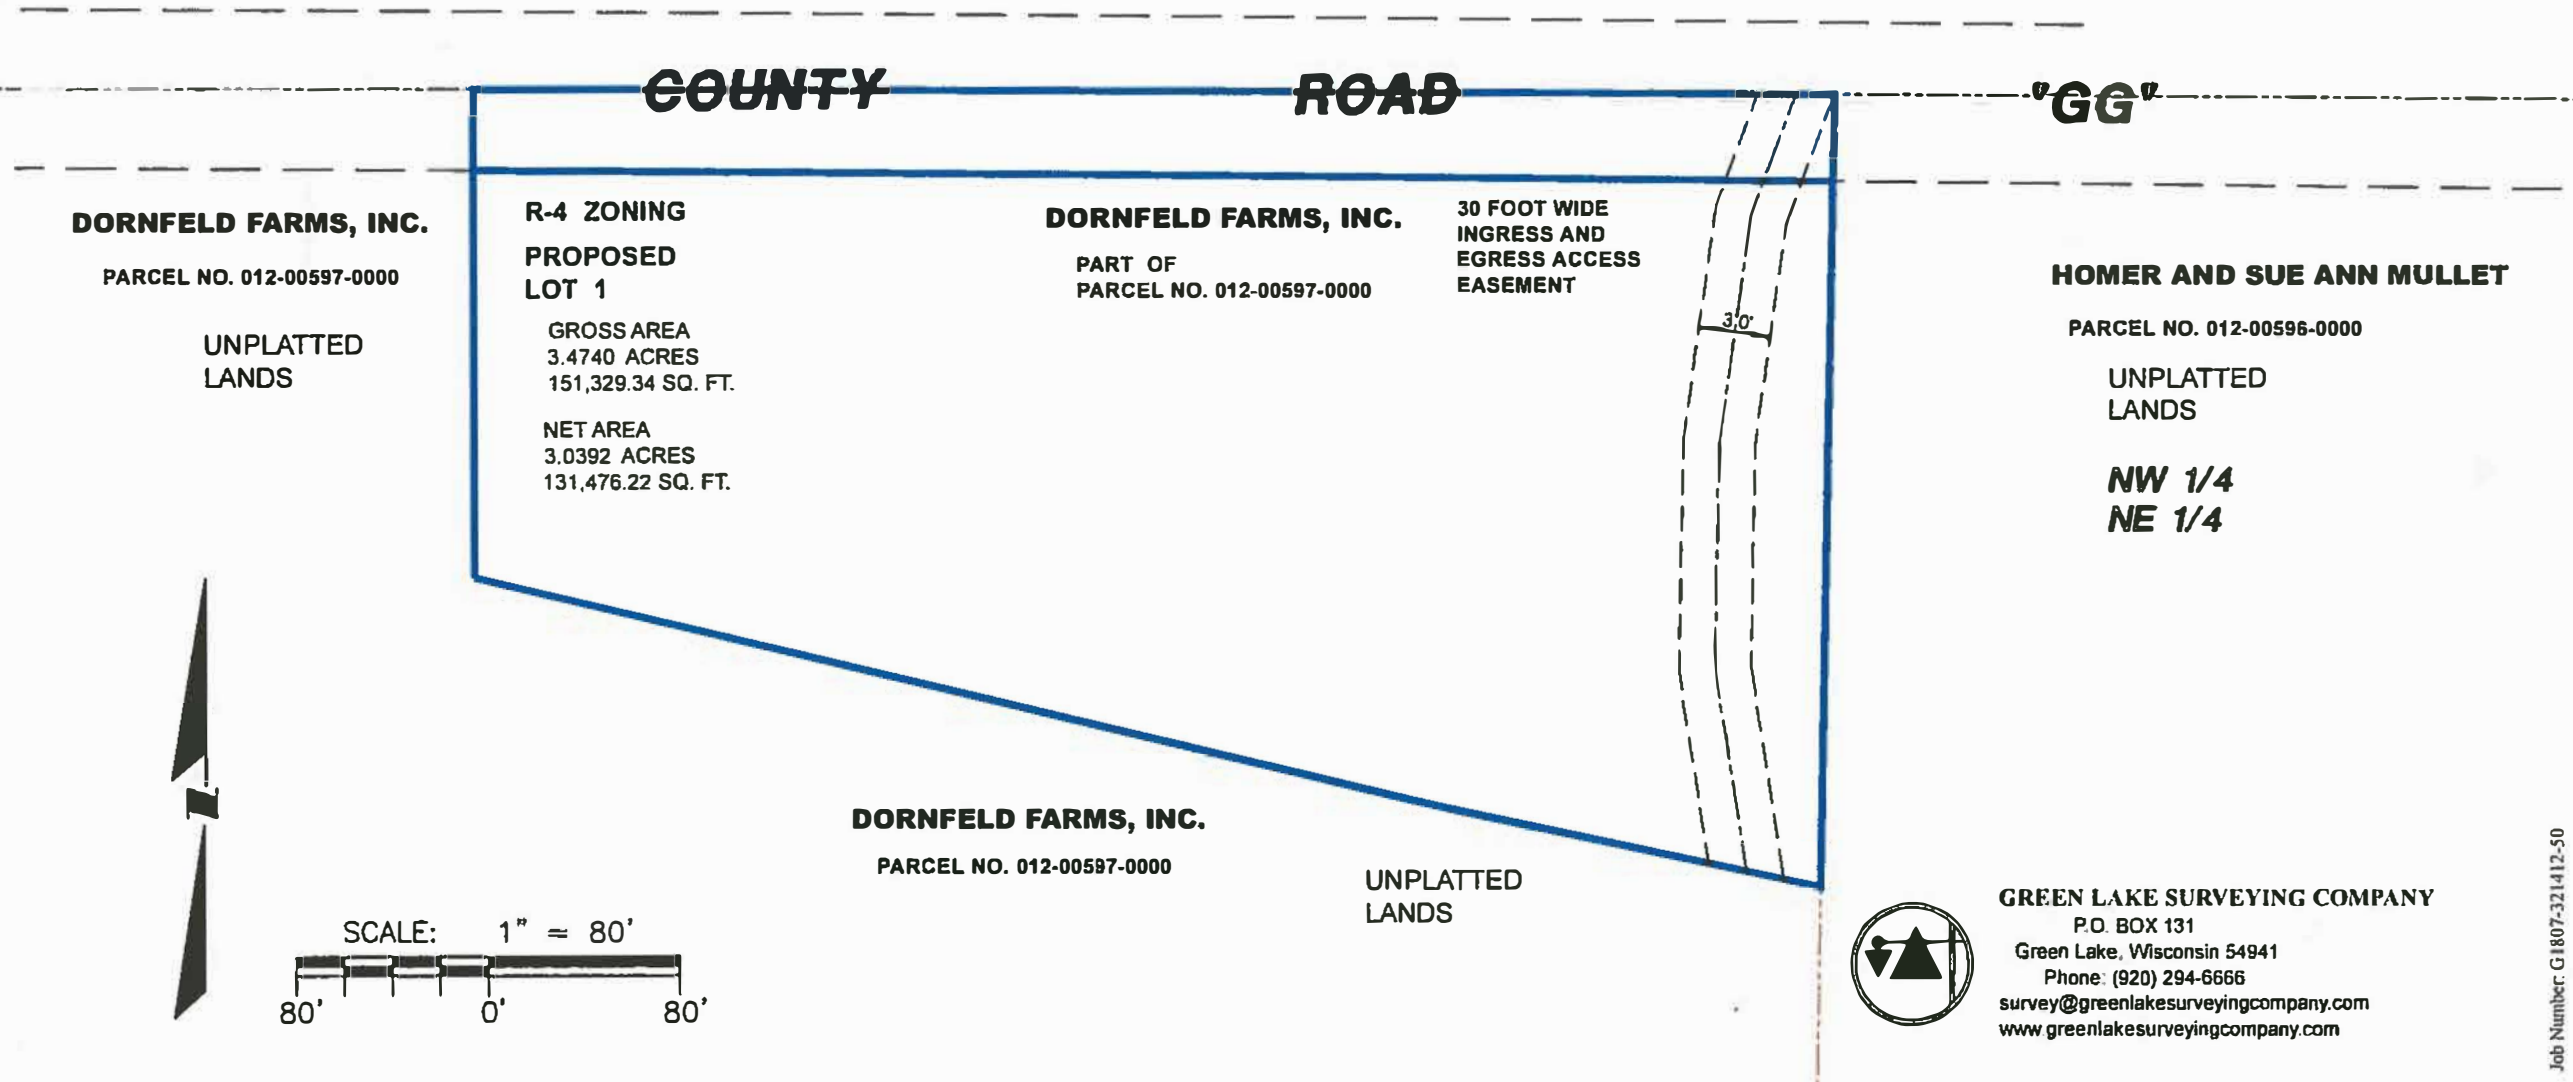 COUNTY ROAD "GG"
DORNFELD FARMS, INC.
PARCEL NO. 012-00597-0000
UNPLATTED
LANDS
R-4 ZONING
PROPOSED
LOT 1
GROSS AREA
3.4740 ACRES
151,329.34 SQ. FT.
NET AREA
3.0392 ACRES
131,476.22 SQ. FT.
DORNFELD FARMS, INC.
PART OF
PARCEL NO. 012-00597-0000
30 FOOT WIDE
INGRESS AND
EGRESS ACCESS
EASEMENT
30'
HOMER AND SUE ANN MULLET
PARCEL NO. 012-00596-0000
UNPLATTED
LANDS
NW 1/4
NE 1/4
N
DORNFELD FARMS, INC.
PARCEL NO. 012-00597-0000
UNPLATTED
LANDS
SCALE: 1" = 80'
80' 0' 80'
GREEN LAKE SURVEYING COMPANY
P.O. BOX 131
Green Lake, Wisconsin 54941
Phone: (920) 294-6666
survey@greenlakesurveyingcompany.com
www.greenlakesurveyingcompany.com
Job Number: G1807-321412-50